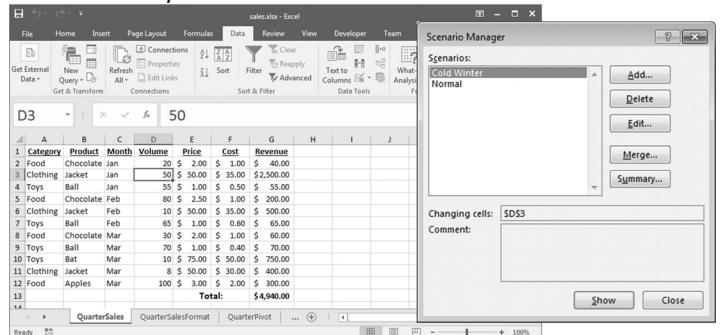 sales.xlsx - Excel
File Home Insert Page Layout Formulas Data Review View Developer Team
Get External Data
New Query
Refresh All
Connections
Properties
Edit Links
Sort
Filter
Clear
Reapply
Advanced
Text to Columns
What-
Analysi
Get & Transform Connections Sort & Filter Data Tools
D3 fx 50
A B C D E F G H I J
1 Category Product Month Volume Price Cost Revenue
2 Food Chocolate Jan 20 $ 2.00 $ 1.00 $ 40.00
3 Clothing Jacket Jan 50 $ 50.00 $ 35.00 $2,500.00
4 Toys Ball Jan 55 $ 1.00 $ 0.50 $ 55.00
5 Food Chocolate Feb 80 $ 2.50 $ 1.00 $ 200.00
6 Clothing Jacket Feb 10 $ 50.00 $ 35.00 $ 500.00
7 Toys Ball Feb 65 $ 1.00 $ 0.60 $ 65.00
8 Food Chocolate Mar 30 $ 2.00 $ 1.00 $ 60.00
9 Toys Ball Mar 70 $ 1.00 $ 0.40 $ 70.00
10 Toys Bat Mar 10 $ 75.00 $ 50.00 $ 750.00
11 Clothing Jacket Mar 8 $ 50.00 $ 30.00 $ 400.00
12 Food Apples Mar 100 $ 3.00 $ 2.00 $ 300.00
13 Total: $4,940.00
QuarterSales QuarterSalesFormat QuarterPivot ...
Ready 100%
Scenario Manager
Scenarios:
Cold Winter
Normal
Add...
Delete
Edit...
Merge...
Summary...
Changing cells: $D$3
Comment:
Show Close